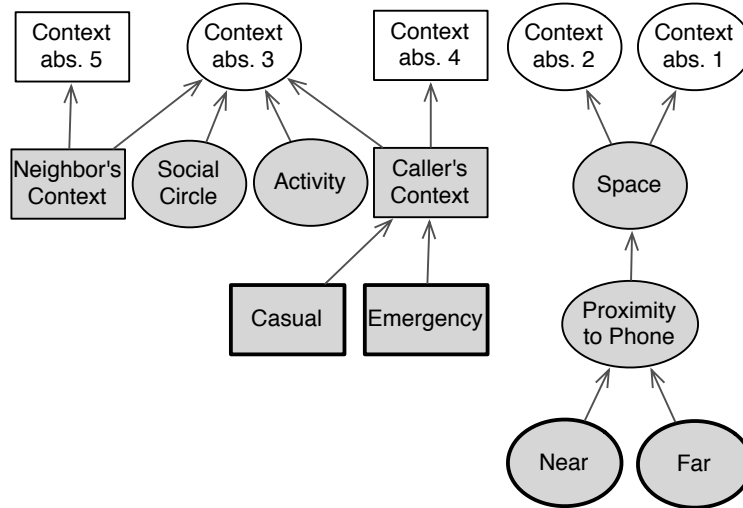 Context
abs. 5
Context
abs. 3
Context
abs. 4
Context
abs. 2
Context
abs. 1
Neighbor's
Context
Social
Circle
Activity
Caller's
Context
Space
Casual
Emergency
Proximity
to Phone
Near
Far